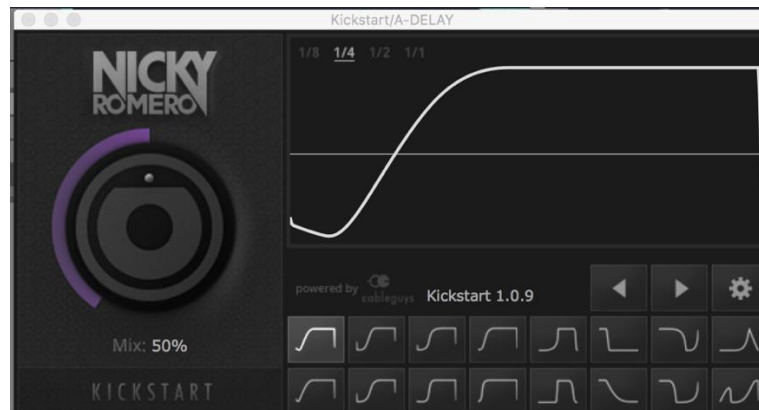 Kickstart/A-DELAY
NICKY
ROMERO
1/8 1/4 1/2 1/1
powered by cableguys
Kickstart 1.0.9
Mix: 50%
KICKSTART